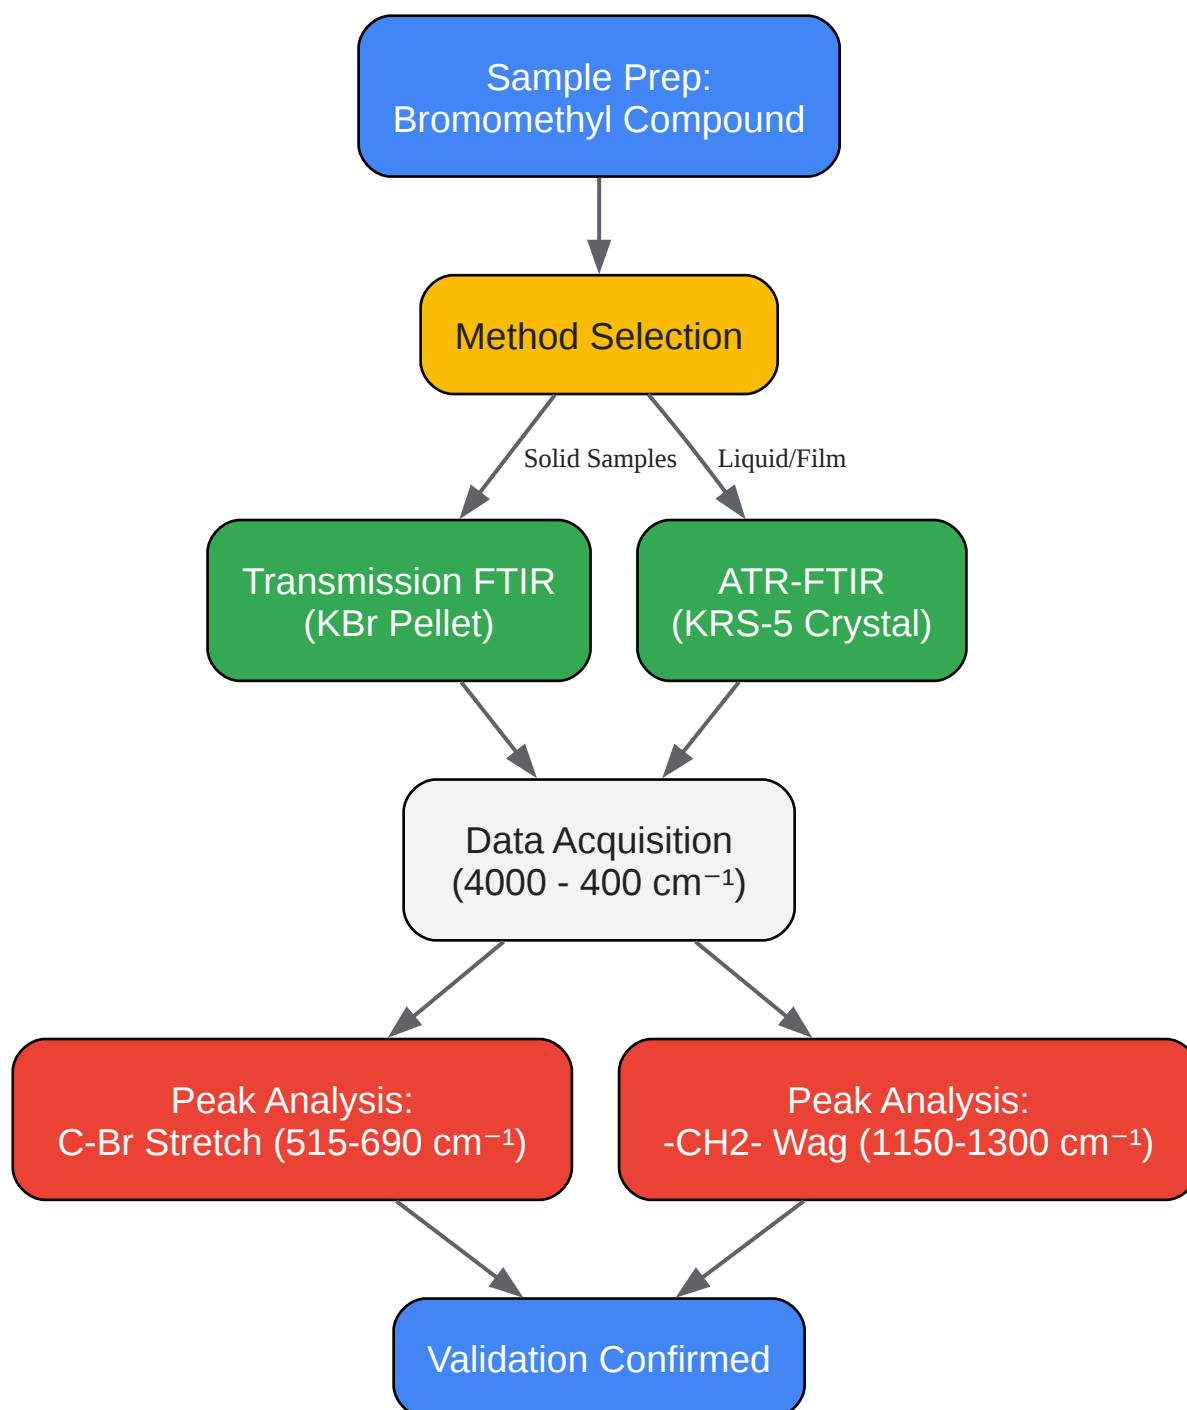 Sample Prep:
Bromomethyl Compound
Method Selection
Solid Samples
Liquid/Film
Transmission FTIR
(KBr Pellet)
ATR-FTIR
(KRS-5 Crystal)
Data Acquisition
(4000 - 400 cm⁻¹)
Peak Analysis:
C-Br Stretch (515-690 cm⁻¹)
Peak Analysis:
-CH2- Wag (1150-1300 cm⁻¹)
Validation Confirmed